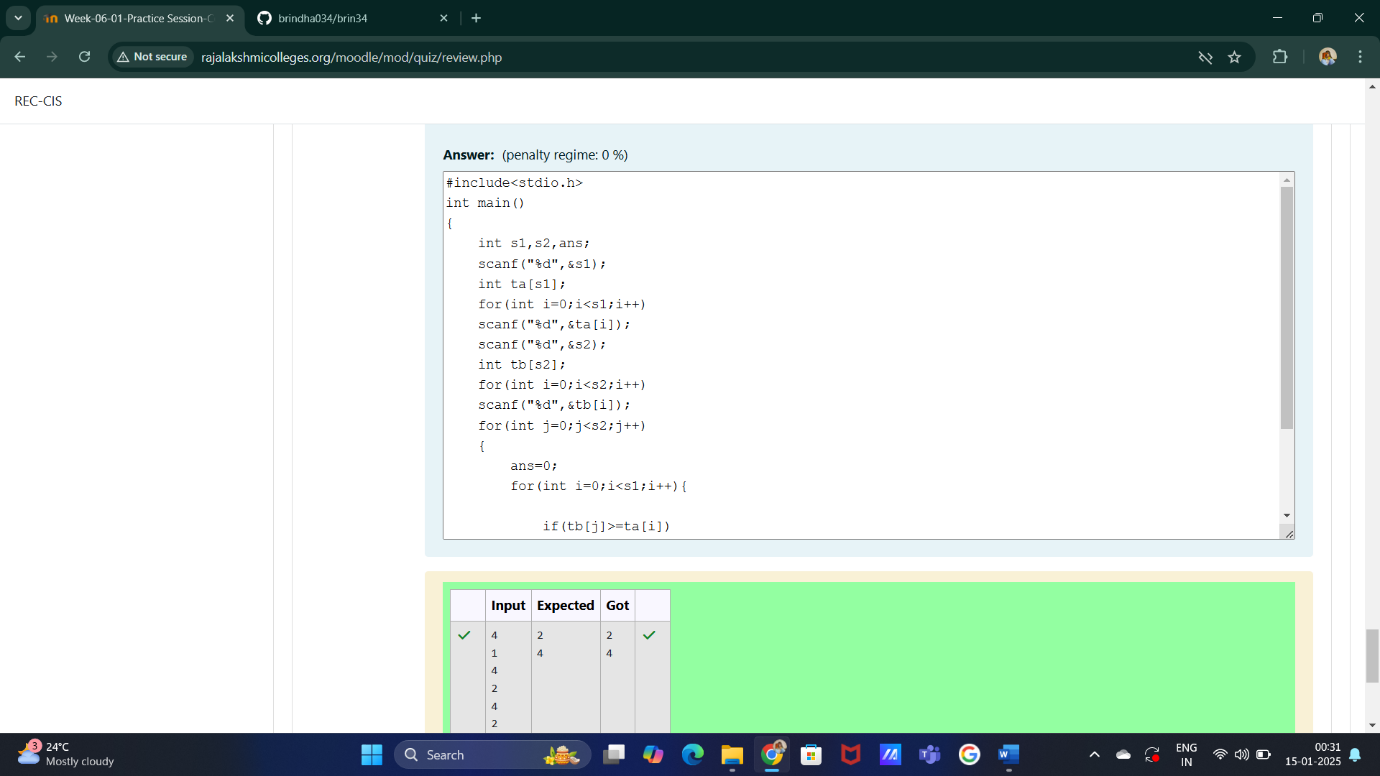 Week-06-01-Practice Session-C
brindha034/brin34
Not secure
rajalakshmicolleges.org/moodle/mod/quiz/review.php
REC-CIS
Answer: (penalty regime: 0 %)
#include<stdio.h>
int main()
{
int s1,s2,ans;
scanf("%d",&s1);
int ta[s1];
for(int i=0;i<s1;i++)
scanf("%d",&ta[i]);
scanf("%d",&s2);
int tb[s2];
for(int i=0;i<s2;i++)
scanf("%d",&tb[i]);
for(int j=0;j<s2;j++)
{
ans=0;
for(int i=0;i<s1;i++){
if(tb[j]>=ta[i])
Input Expected Got
4 2 2
1 4 4
4
2
4
2
3
24°C
Mostly cloudy
Search
ENG
IN
00:31
15-01-2025